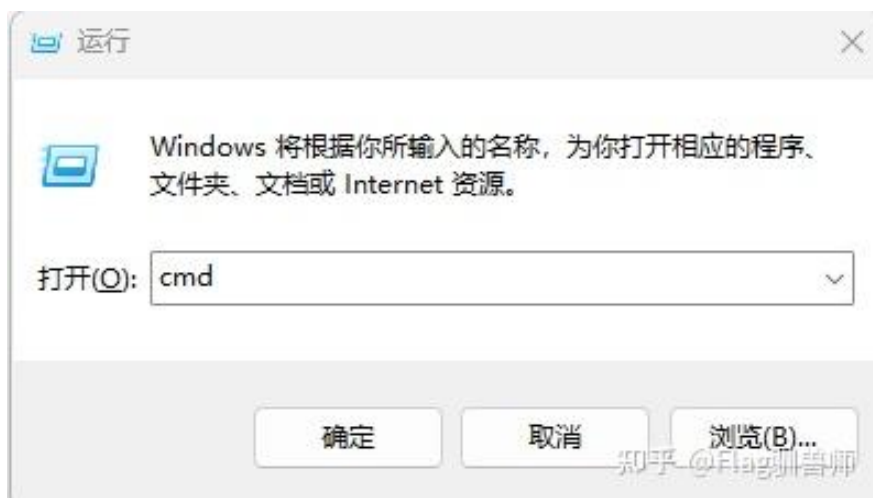 运行
Windows 将根据你所输入的名称，为你打开相应的程序、
文件夹、文档或 Internet 资源。
打开(O): cmd
确定 取消 浏览(B)...
知乎 @Flag驯兽师